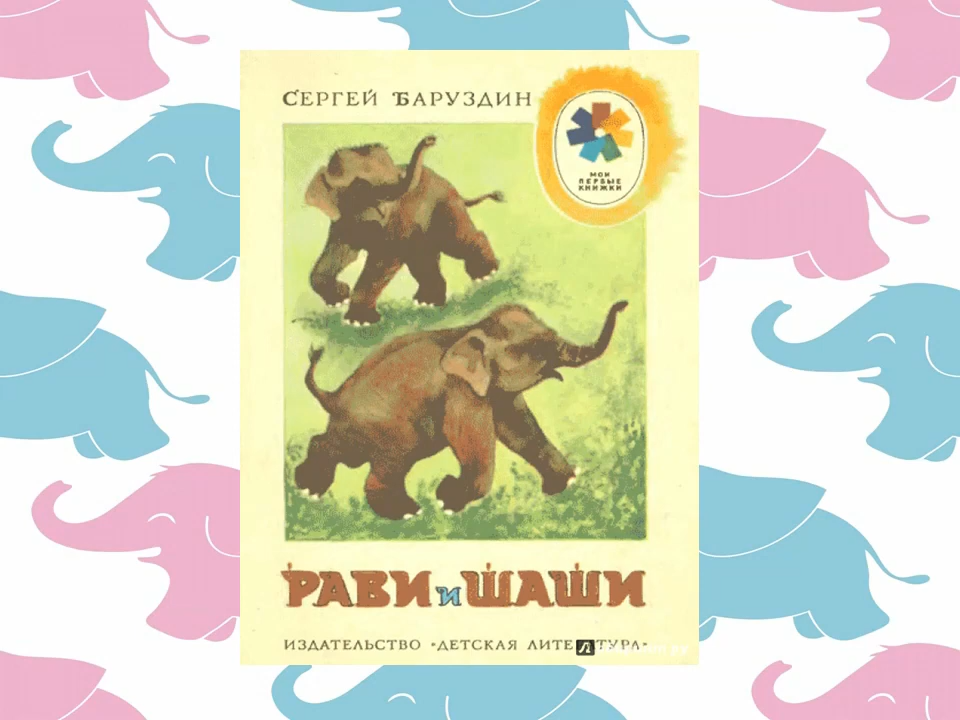 СЕРГЕЙ БАРУЗДИН
МОИ
ПЕРВЫЕ
КНИЖКИ
РАВИ и ШАШИ
ИЗДАТЕЛЬСТВО «ДЕТСКАЯ ЛИТЕРАТУРА»